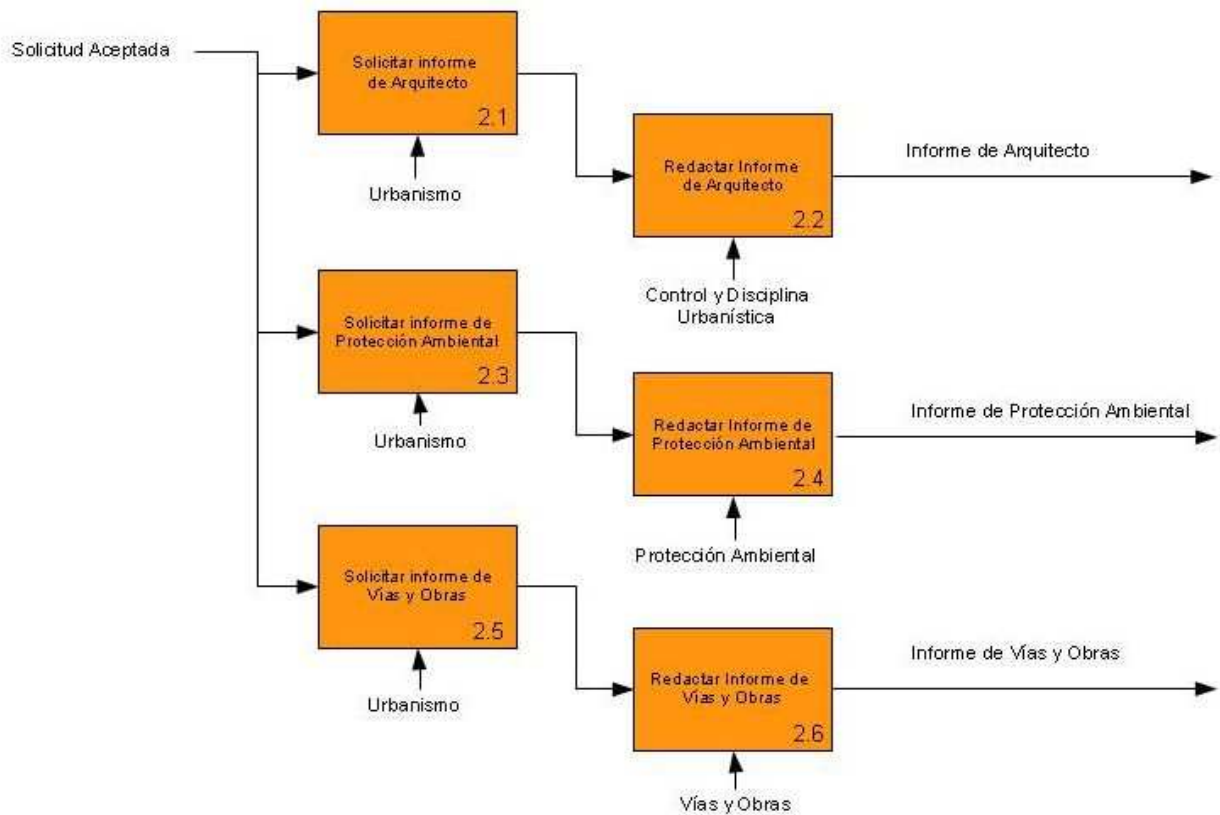 Solicitud Aceptada
Solicitar informe
de Arquitecto
2.1
Urbanismo
Redactar Informe
de Arquitecto
2.2
Control y Disciplina
Urbanística
Informe de Arquitecto
Solicitar informe de
Protección Ambiental
2.3
Urbanismo
Redactar Informe de
Protección Ambiental
2.4
Protección Ambiental
Informe de Protección Ambiental
Solicitar informe de
Vías y Obras
2.5
Urbanismo
Redactar Informe de
Vías y Obras
2.6
Vías y Obras
Informe de Vías y Obras